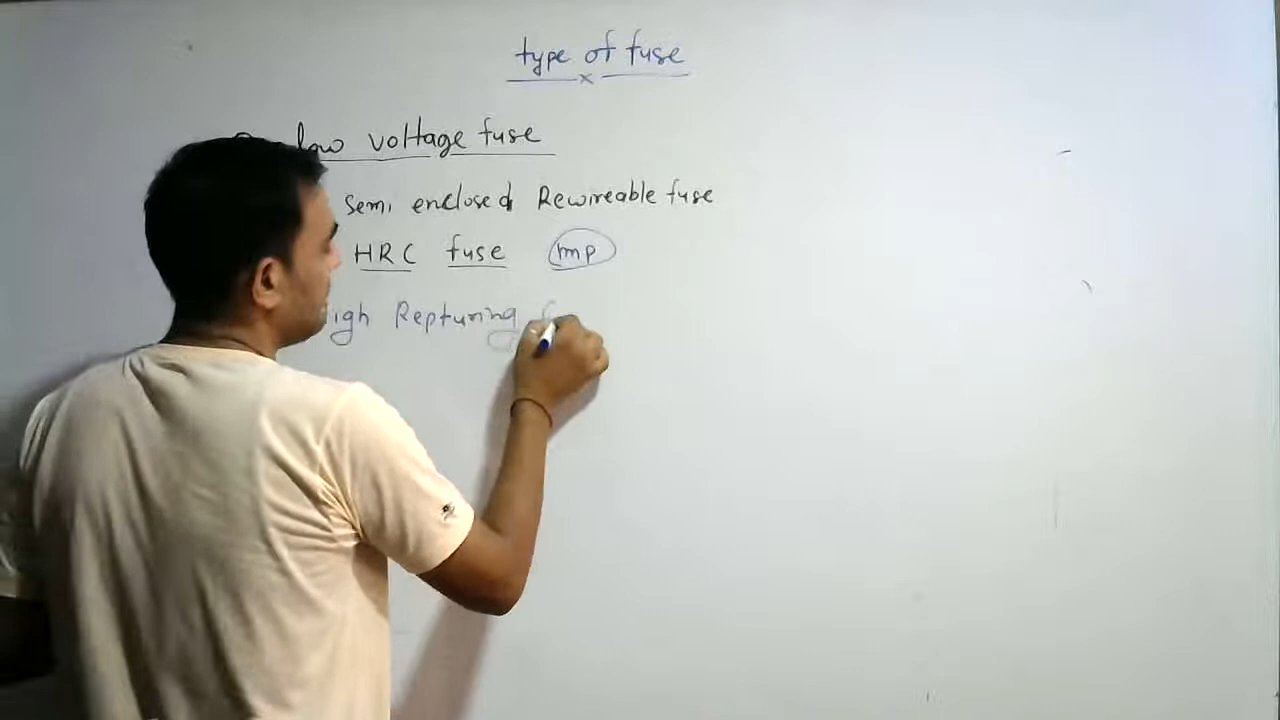 type of fuse
low voltage fuse
Semi enclosed Rewireable fuse
HRC fuse Imp
High Repturing